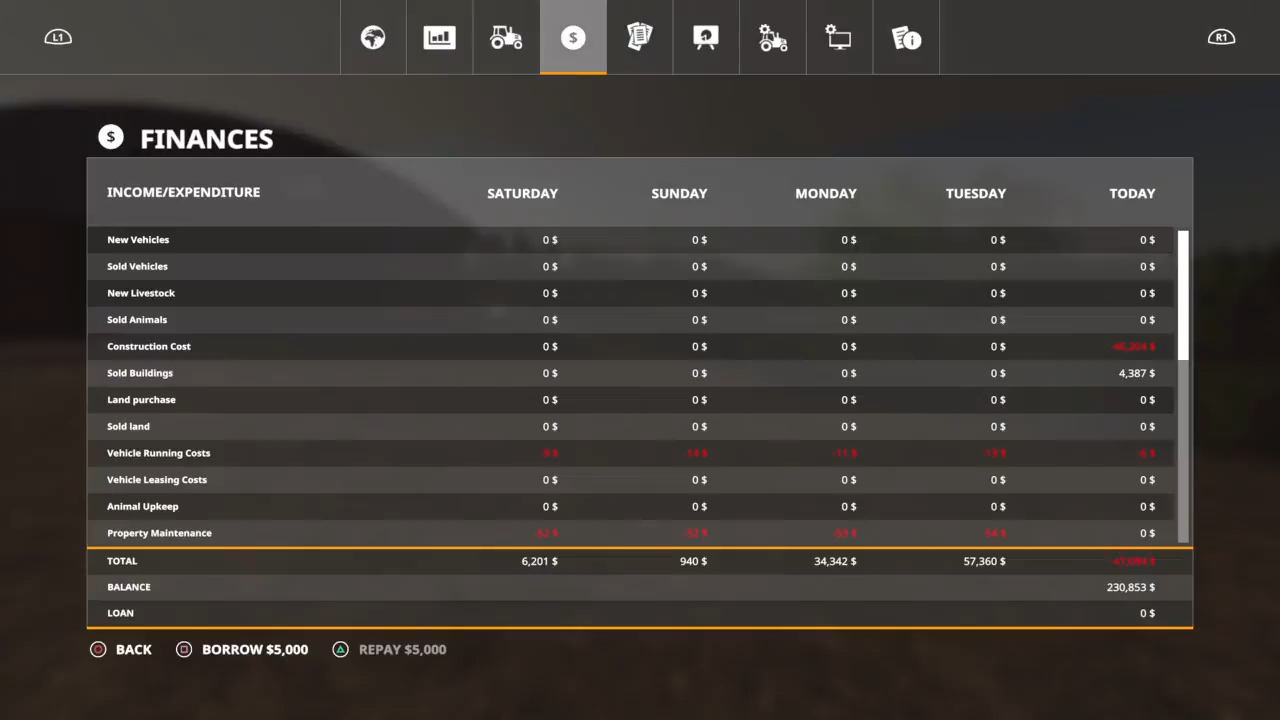 L1
R1
$
$ FINANCES
INCOME/EXPENDITURE SATURDAY SUNDAY MONDAY TUESDAY TODAY
New Vehicles 0 $ 0 $ 0 $ 0 $ 0 $
Sold Vehicles 0 $ 0 $ 0 $ 0 $ 0 $
New Livestock 0 $ 0 $ 0 $ 0 $ 0 $
Sold Animals 0 $ 0 $ 0 $ 0 $ 0 $
Construction Cost 0 $ 0 $ 0 $ 0 $
Sold Buildings 0 $ 0 $ 0 $ 0 $ 4,387 $
Land purchase 0 $ 0 $ 0 $ 0 $ 0 $
Sold land 0 $ 0 $ 0 $ 0 $ 0 $
Vehicle Running Costs
Vehicle Leasing Costs 0 $ 0 $ 0 $ 0 $ 0 $
Animal Upkeep 0 $ 0 $ 0 $ 0 $ 0 $
Property Maintenance -52 $ -52 $ -53 $ -54 $ 0 $
TOTAL 6,201 $ 940 $ 34,342 $ 57,360 $
BALANCE 230,853 $
LOAN 0 $
BACK BORROW $5,000 REPAY $5,000